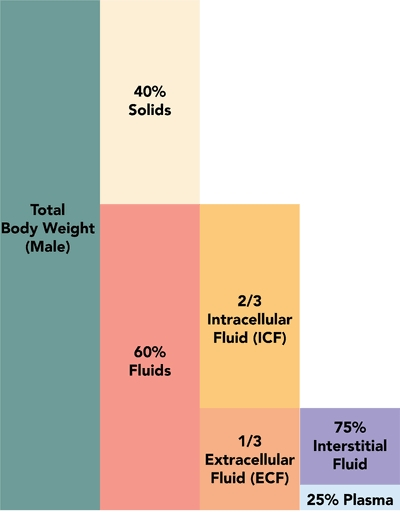 Total
Body Weight
(Male)
40%
Solids
60%
Fluids
2/3
Intracellular
Fluid (ICF)
1/3
Extracellular
Fluid (ECF)
75%
Interstitial
Fluid
25% Plasma